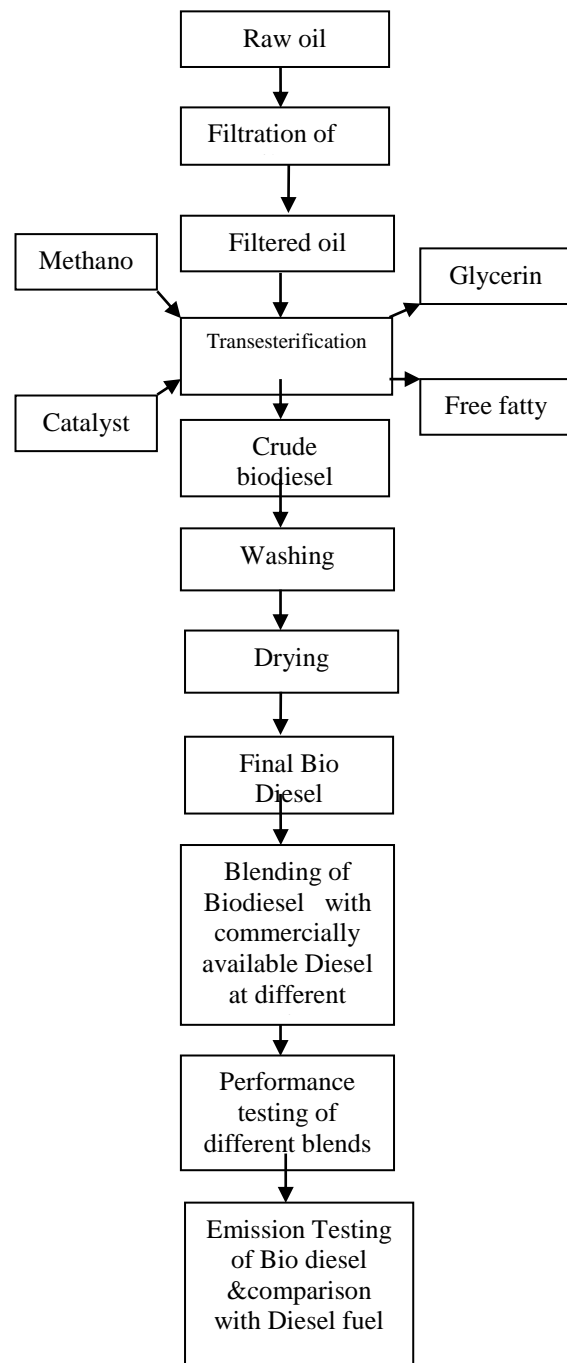 Raw oil
Filtration of
Filtered oil
Methano
Glycerin
Transesterification
Catalyst
Free fatty
Crude
biodiesel
Washing
Drying
Final Bio
Diesel
Blending of
Biodiesel with
commercially
available Diesel
at different
Performance
testing of
different blends
Emission Testing
of Bio diesel
&comparison
with Diesel fuel